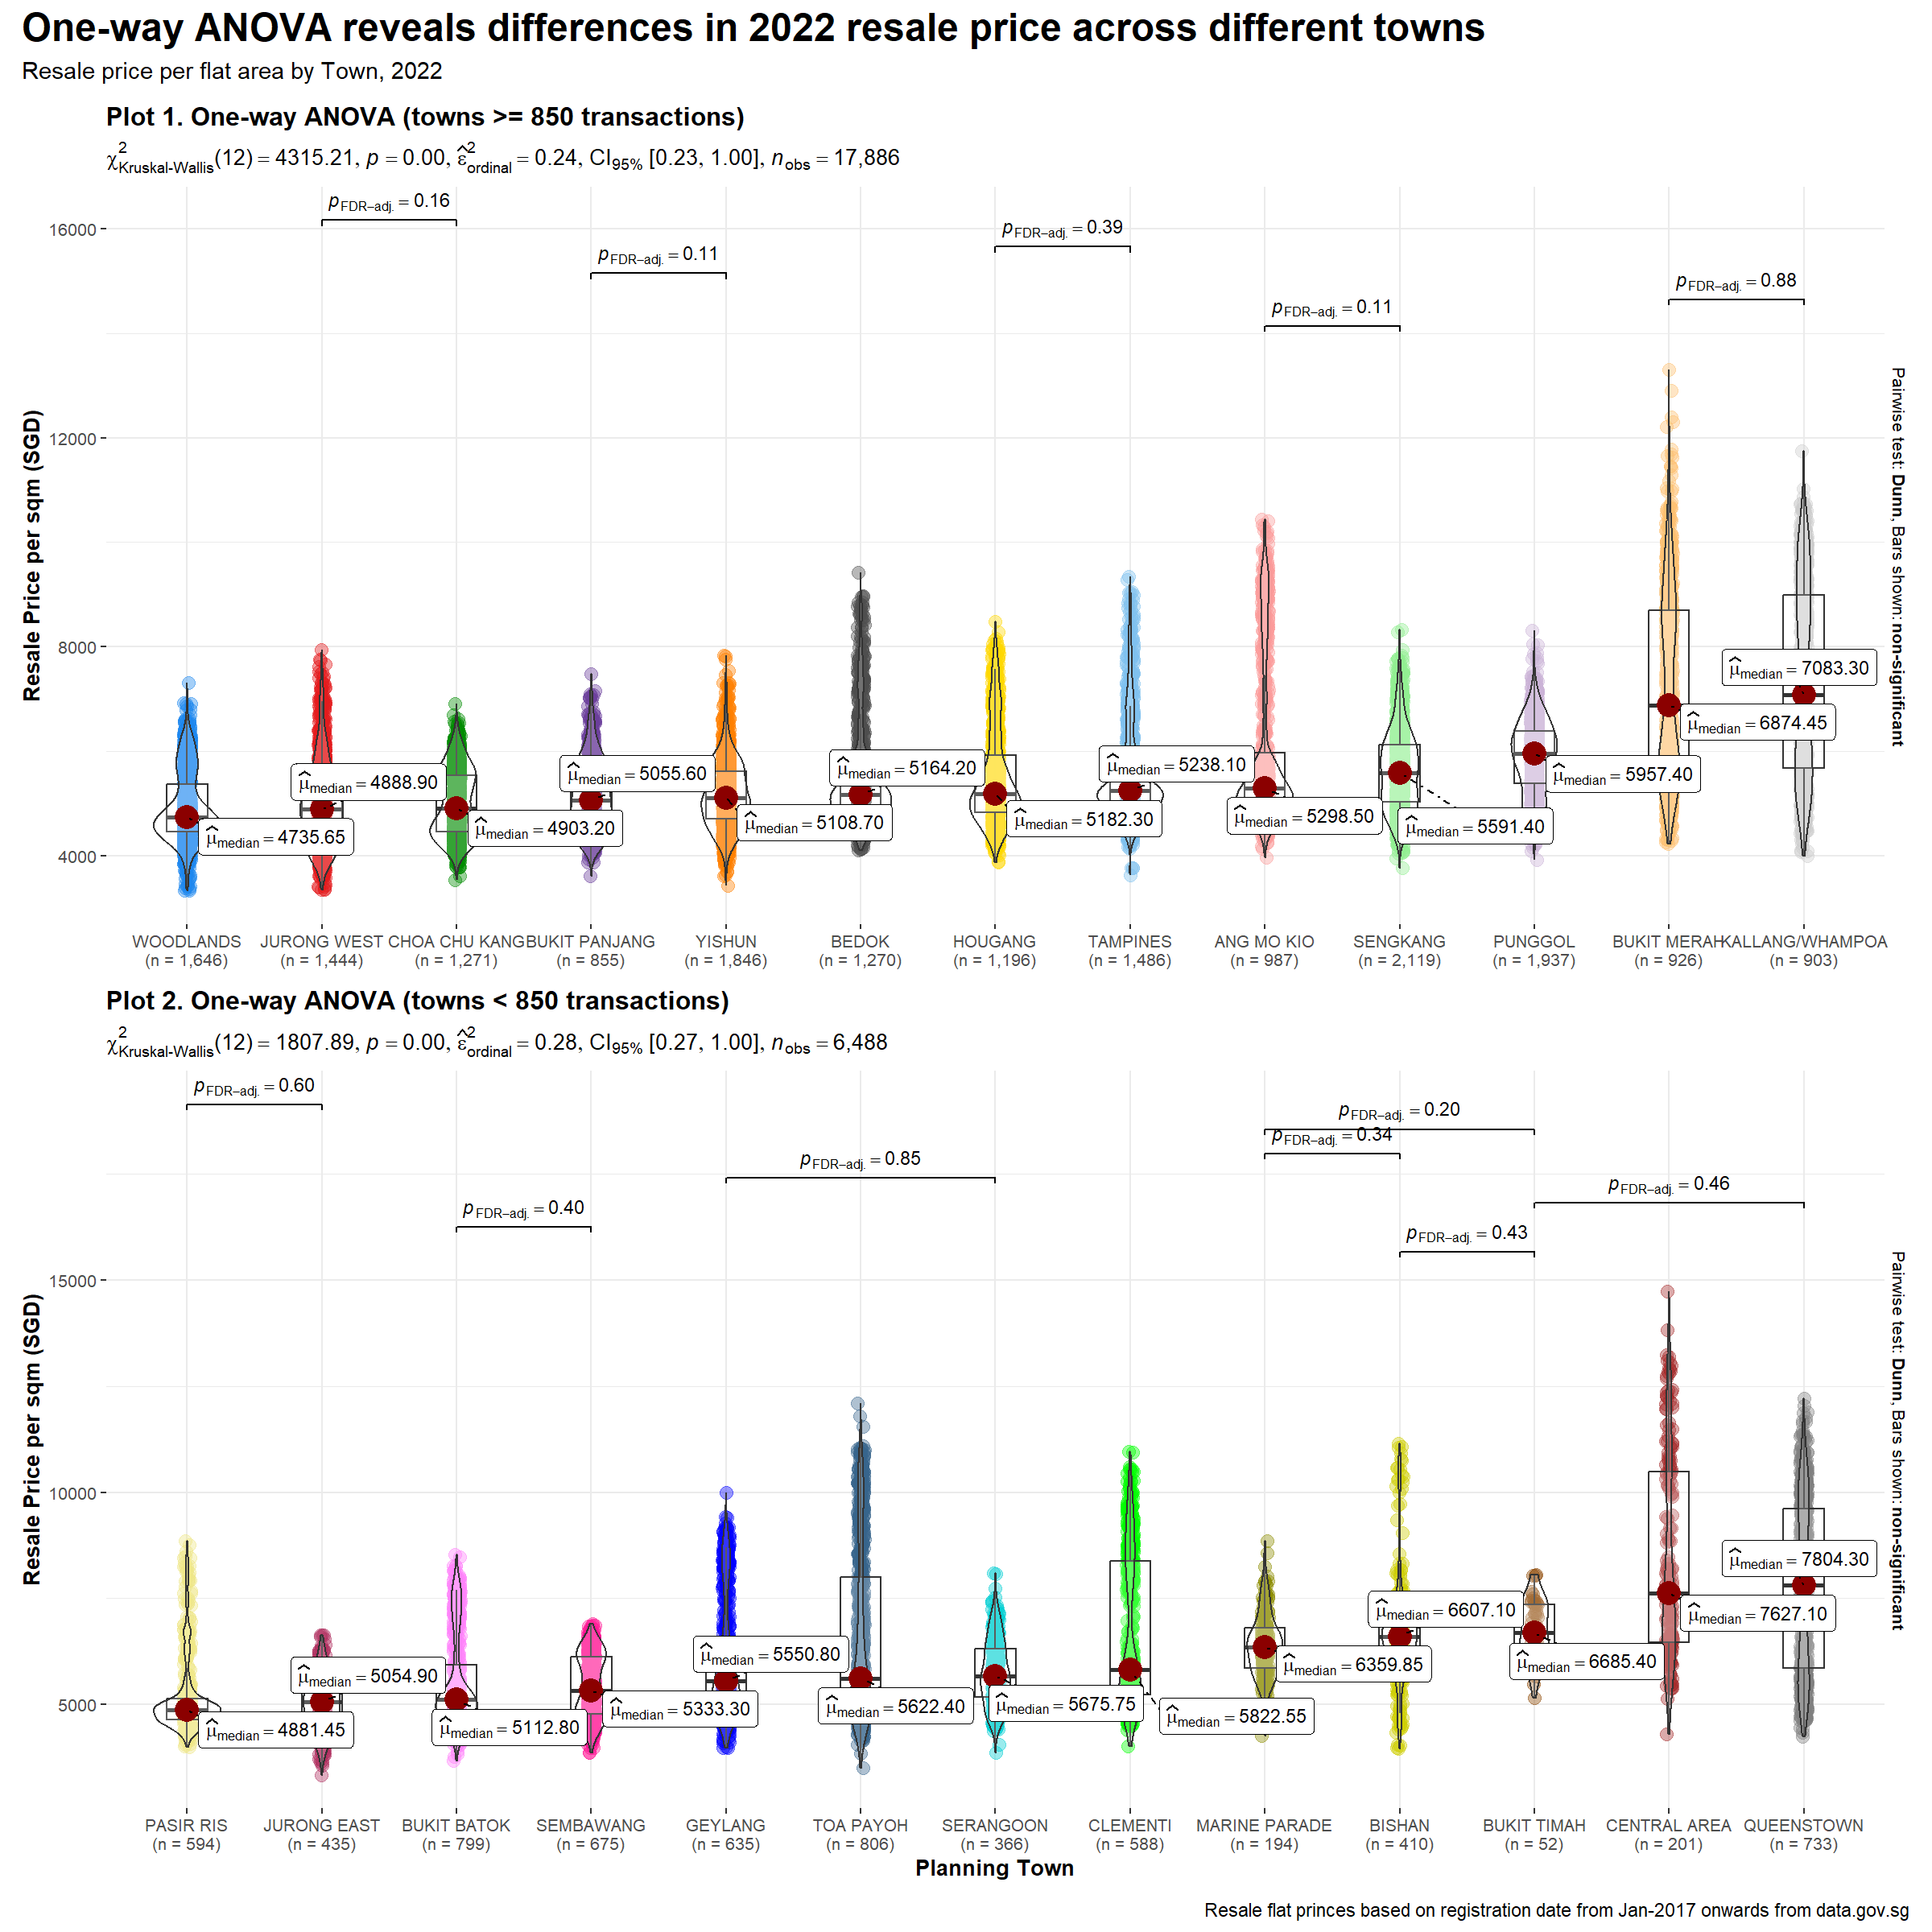 One-way ANOVA reveals differences in 2022 resale price across different towns
Resale price per flat area by Town, 2022
Plot 1. One-way ANOVA (towns >= 850 transactions)
χ²Kruskal-Wallis(12) = 4315.21, p = 0.00, ε̂²ordinal = 0.24, CI95% [0.23, 1.00], nobs = 17,886
pFDR–adj. = 0.16
pFDR–adj. = 0.39
pFDR–adj. = 0.11
pFDR–adj. = 0.88
pFDR–adj. = 0.11
16000
12000
8000
4000
Resale Price per sqm (SGD)
Pairwise test: Dunn, Bars shown: non-significant
μ̂median = 4735.65
μ̂median = 4888.90
μ̂median = 4903.20
μ̂median = 5055.60
μ̂median = 5108.70
μ̂median = 5164.20
μ̂median = 5182.30
μ̂median = 5238.10
μ̂median = 5298.50
μ̂median = 5591.40
μ̂median = 5957.40
μ̂median = 6874.45
μ̂median = 7083.30
WOODLANDS JURONG WEST CHOA CHU KANG BUKIT PANJANG YISHUN BEDOK HOUGANG TAMPINES ANG MO KIO SENGKANG PUNGGOL BUKIT MERAH KALLANG/WHAMPOA
(n = 1,646) (n = 1,444) (n = 1,271) (n = 855) (n = 1,846) (n = 1,270) (n = 1,196) (n = 1,486) (n = 987) (n = 2,119) (n = 1,937) (n = 926) (n = 903)
Plot 2. One-way ANOVA (towns < 850 transactions)
χ²Kruskal-Wallis(12) = 1807.89, p = 0.00, ε̂²ordinal = 0.28, CI95% [0.27, 1.00], nobs = 6,488
pFDR–adj. = 0.60
pFDR–adj. = 0.20
pFDR–adj. = 0.34
pFDR–adj. = 0.85
pFDR–adj. = 0.46
pFDR–adj. = 0.40
pFDR–adj. = 0.43
15000
10000
5000
Resale Price per sqm (SGD)
Pairwise test: Dunn, Bars shown: non-significant
μ̂median = 4881.45
μ̂median = 5054.90
μ̂median = 5112.80
μ̂median = 5333.30
μ̂median = 5550.80
μ̂median = 5622.40
μ̂median = 5675.75
μ̂median = 5822.55
μ̂median = 6359.85
μ̂median = 6607.10
μ̂median = 6685.40
μ̂median = 7627.10
μ̂median = 7804.30
PASIR RIS JURONG EAST BUKIT BATOK SEMBAWANG GEYLANG TOA PAYOH SERANGOON CLEMENTI MARINE PARADE BISHAN BUKIT TIMAH CENTRAL AREA QUEENSTOWN
(n = 594) (n = 435) (n = 799) (n = 675) (n = 635) (n = 806) (n = 366) (n = 588) (n = 194) (n = 410) (n = 52) (n = 201) (n = 733)
Planning Town
Resale flat princes based on registration date from Jan-2017 onwards from data.gov.sg